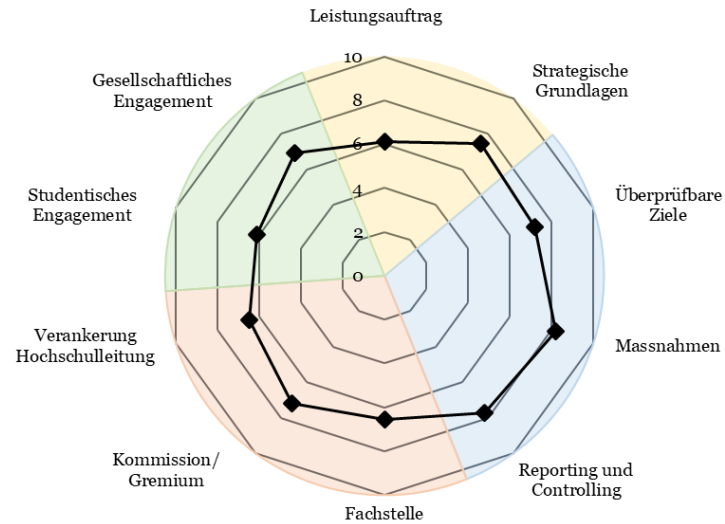 Leistungsauftrag
Strategische
Grundlagen
Überprüfbare
Ziele
Massnahmen
Reporting und
Controlling
Fachstelle
Kommission/
Gremium
Verankerung
Hochschulleitung
Studentisches
Engagement
Gesellschaftliches
Engagement
10
8
6
4
2
0